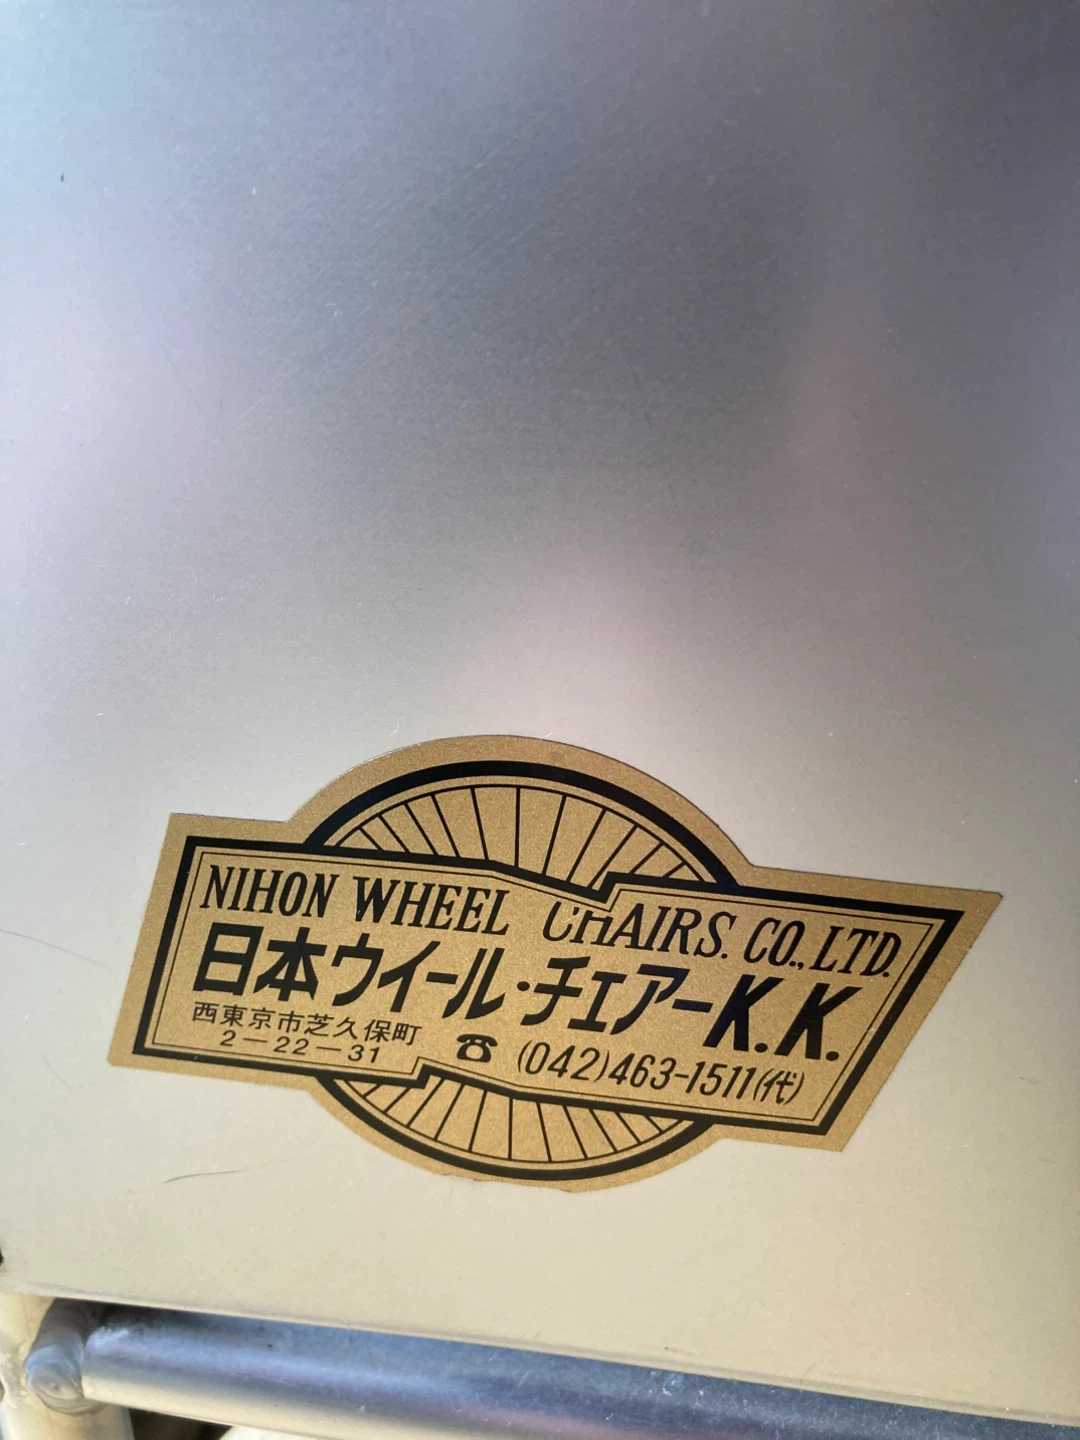 NIHON WHEEL CHAIRS. CO., LTD.
日本ウイール・チェアーK.K.
西東京市芝久保町
2－22－31
☎ (042)463-1511(代)